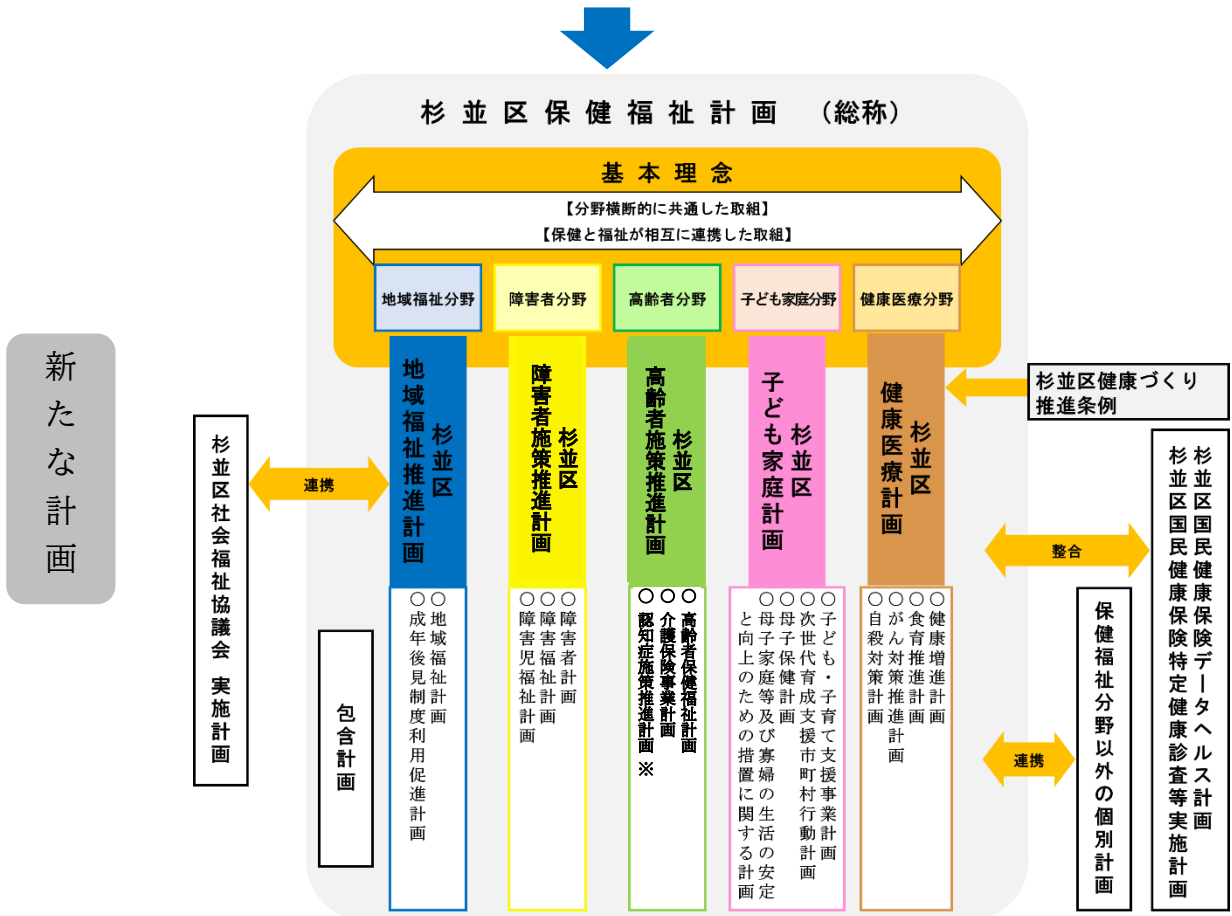 杉並区保健福祉計画 （総称）
基本理念
【分野横断的に共通した取組】
【保健と福祉が相互に連携した取組】
地域福祉分野
障害者分野
高齢者分野
子ども家庭分野
健康医療分野
新たな計画
杉並区
地域福祉推進計画
杉並区
障害者施策推進計画
杉並区
高齢者施策推進計画
杉並区
子ども家庭計画
杉並区
健康医療計画
杉並区健康づくり
推進条例
杉並区社会福祉協議会 実施計画
連携
包含計画
○地域福祉計画
○成年後見制度利用促進計画
○障害者計画
○障害福祉計画
○障害児福祉計画
○高齢者保健福祉計画
○介護保険事業計画
○認知症施策推進計画 ※
○子ども・子育て支援事業計画
○次世代育成支援市町村行動計画
○母子保健計画
○母子家庭等及び寡婦の生活の安定
と向上のための措置に関する計画
○健康増進計画
○食育推進計画
○がん対策推進計画
○自殺対策計画
整合
杉並区国民健康保険データヘルス計画
杉並区国民健康保険特定健康診査等実施計画
連携
保健福祉分野以外の個別計画